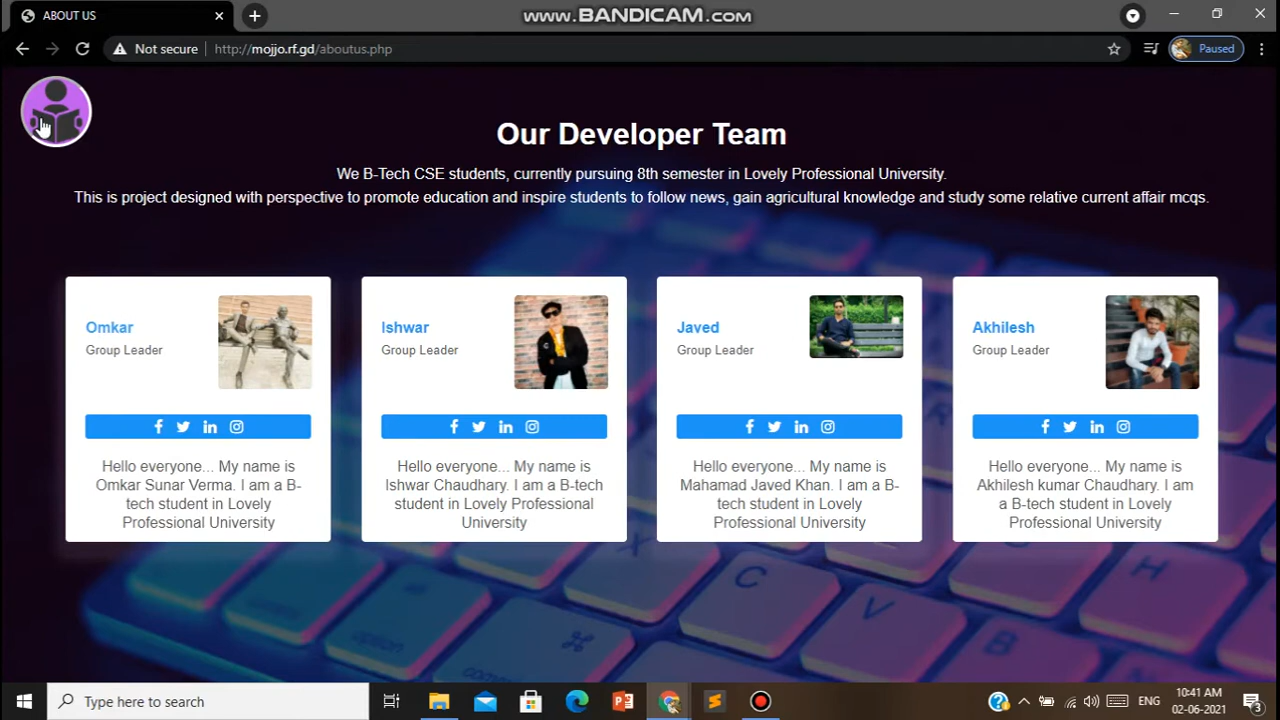 ABOUT US
www.BANDICAM.com
Not secure
http://mojjo.rf.gd/aboutus.php
Paused
Our Developer Team
We B-Tech CSE students, currently pursuing 8th semester in Lovely Professional University.
This is project designed with perspective to promote education and inspire students to follow news, gain agricultural knowledge and study some relative current affair mcqs.
Omkar
Group Leader
Hello everyone... My name is
Omkar Sunar Verma. I am a B-
tech student in Lovely
Professional University
Ishwar
Group Leader
Hello everyone... My name is
Ishwar Chaudhary. I am a B-tech
student in Lovely Professional
University
Javed
Group Leader
Hello everyone... My name is
Mahamad Javed Khan. I am a B-
tech student in Lovely
Professional University
Akhilesh
Group Leader
Hello everyone... My name is
Akhilesh kumar Chaudhary. I am
a B-tech student in Lovely
Professional University
X
C
V
B
H
option
Type here to search
ENG
10:41 AM
02-06-2021
3